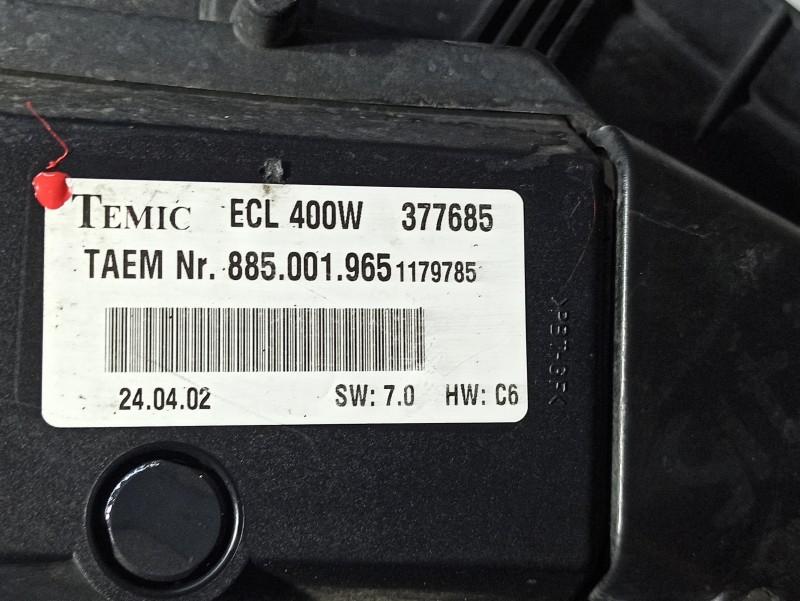 TEMIC ECL 400W 377685
TAEM Nr. 885.001.965 1179785
24.04.02 SW: 7.0 HW: C6